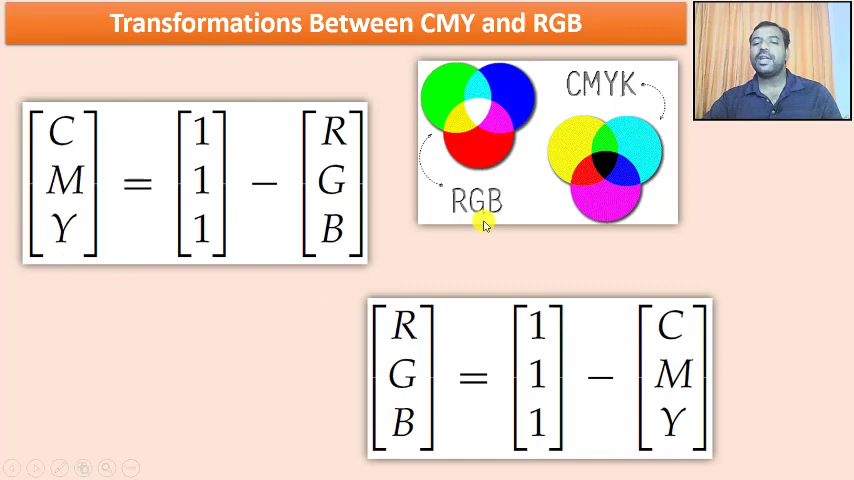 Transformations Between CMY and RGB
CMYK
RGB
[C M Y] = [1 1 1] − [R G B]
[R G B] = [1 1 1] − [C M Y]